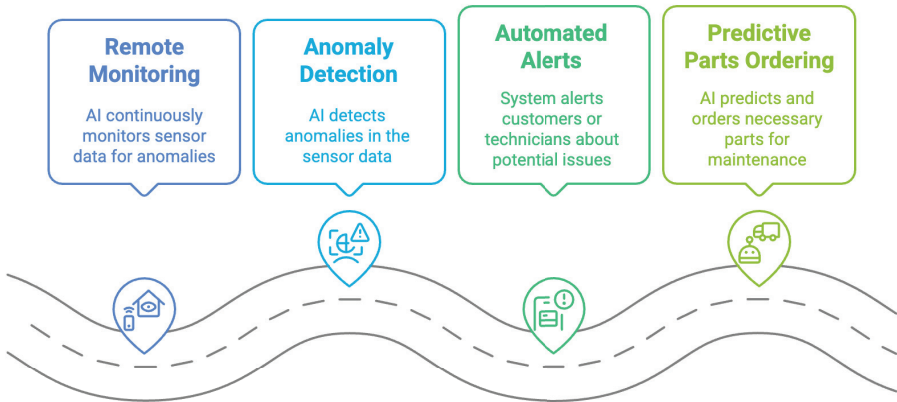 Remote
Monitoring
AI continuously
monitors sensor
data for anomalies
Anomaly
Detection
AI detects
anomalies in the
sensor data
Automated
Alerts
System alerts
customers or
technicians about
potential issues
Predictive
Parts Ordering
AI predicts and
orders necessary
parts for
maintenance